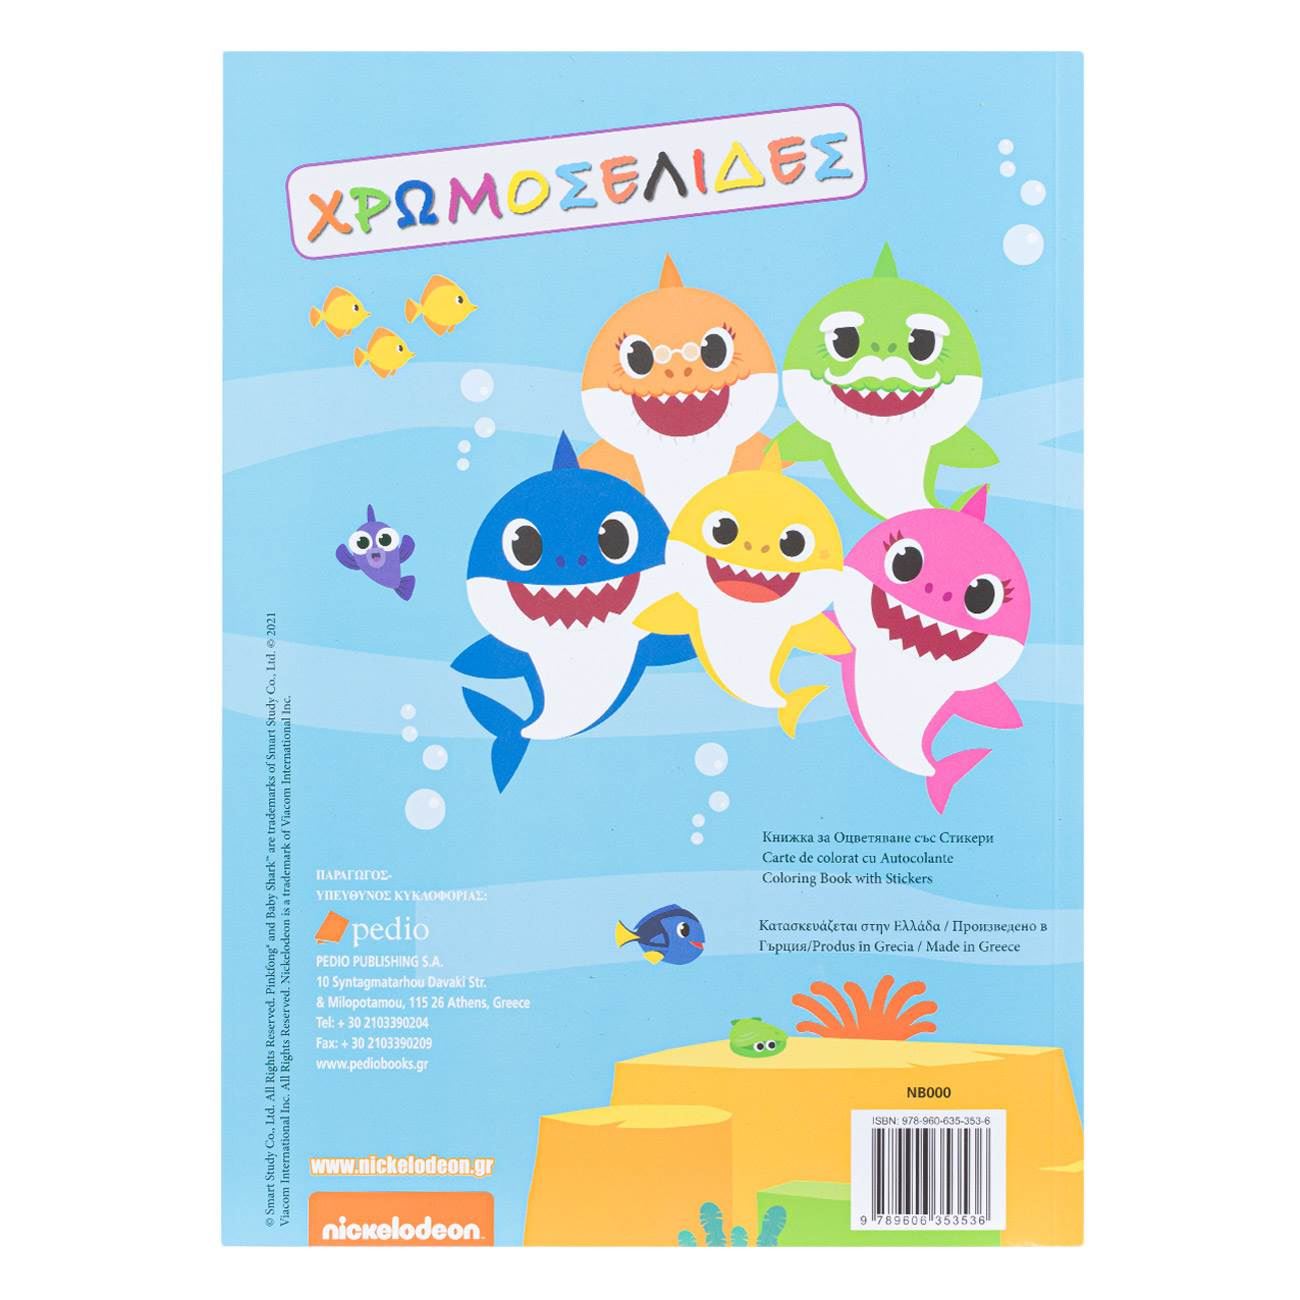 ΧΡΩΜΟΣΕΛΙΔΕΣ
© Smart Study Co., Ltd. All Rights Reserved. Pinkfong® and Baby Shark™ are trademarks of Smart Study Co., Ltd. © 2021
Viacom International Inc. All Rights Reserved. Nickelodeon is a trademark of Viacom International Inc.
Книжка за Оцветяване със Стикери
Carte de colorat cu Autocolante
Coloring Book with Stickers
ΠΑΡΑΓΩΓΟΣ-
ΥΠΕΥΘΥΝΟΣ ΚΥΚΛΟΦΟΡΙΑΣ:
pedio
PEDIO PUBLISHING S.A.
10 Syntagmatarhou Davaki Str.
& Milopotamou, 115 26 Athens, Greece
Tel: + 30 2103390204
Fax: + 30 2103390209
www.pediobooks.gr
Κατασκευάζεται στην Ελλάδα / Произведено в
Гърция/Produs în Grecia / Made in Greece
NB000
ISBN: 978-960-635-353-6
9 789606 353536
www.nickelodeon.gr
nickelodeon